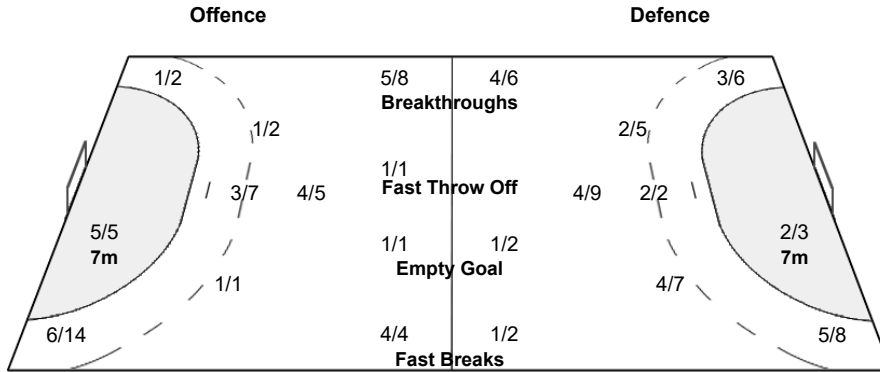 Offence Defence
1/2 5/8 4/6 3/6
Breakthroughs
1/2 2/5
1/1
Fast Throw Off
3/7 4/5 4/9 2/2
5/5 2/3
7m 7m
1/1 1/2
Empty Goal
1/1 4/7
6/14 4/4 1/2 5/8
Fast Breaks